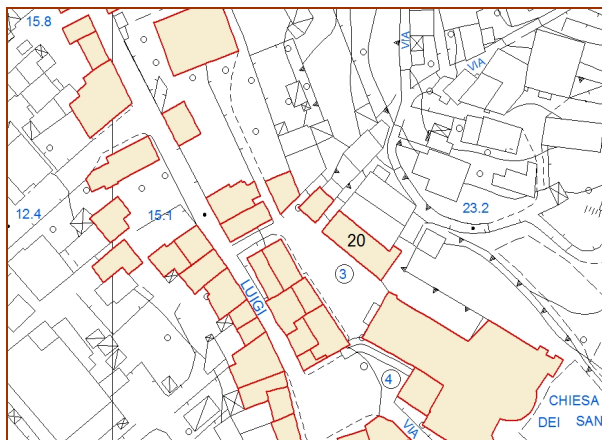 15.8
VIA
VIA
12.4
15.1
23.2
20
3
LUIGI
4
CHIESA
DEI SAN
VIA